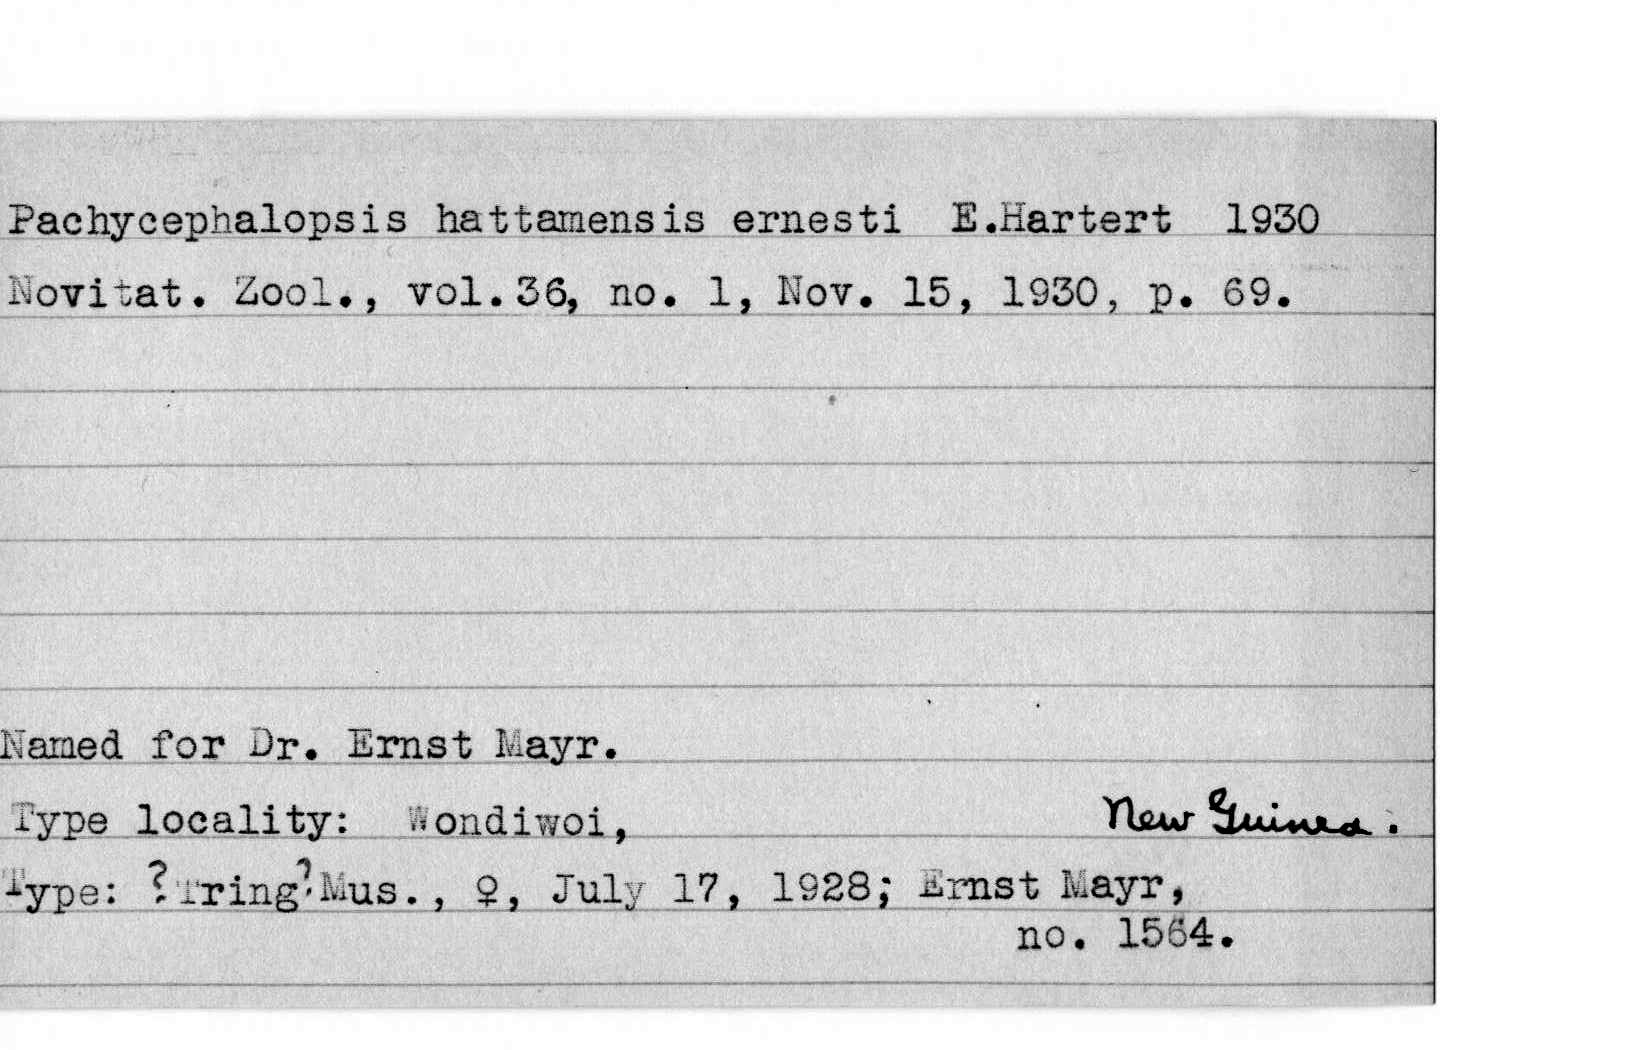 Pachycephalopsis hattamensis ernesti E.Hartert 1930
Novitat. Zool., vol.36, no. 1, Nov. 15, 1930, p. 69.
Named for Dr. Ernst Mayr.
Type locality: Wondiwoi, New Guinea.
Type: ?Tring?Mus., ♀, July 17, 1928; Ernst Mayr,
no. 1564.